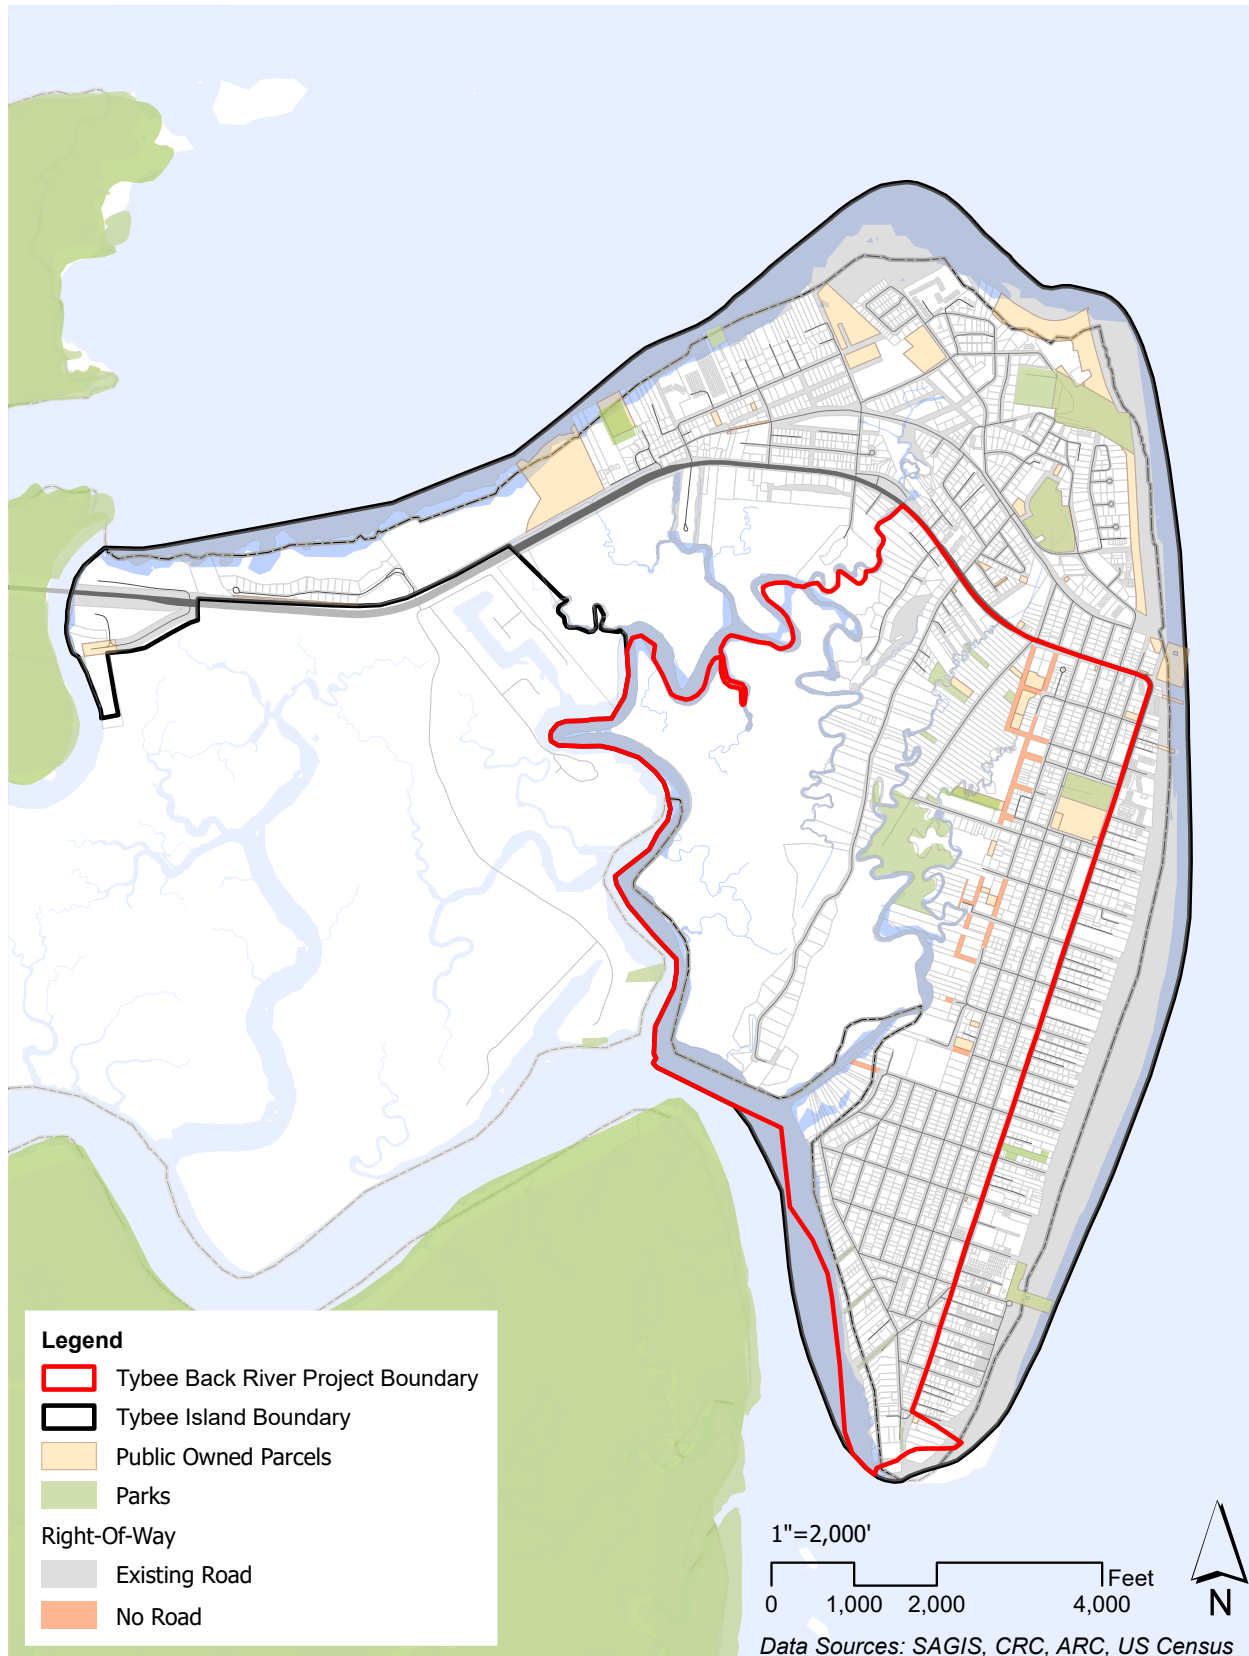 Legend
Tybee Back River Project Boundary
Tybee Island Boundary
Public Owned Parcels
Parks
Right-Of-Way
Existing Road
No Road
1"=2,000'
Feet
0 1,000 2,000 4,000
N
Data Sources: SAGIS, CRC, ARC, US Census